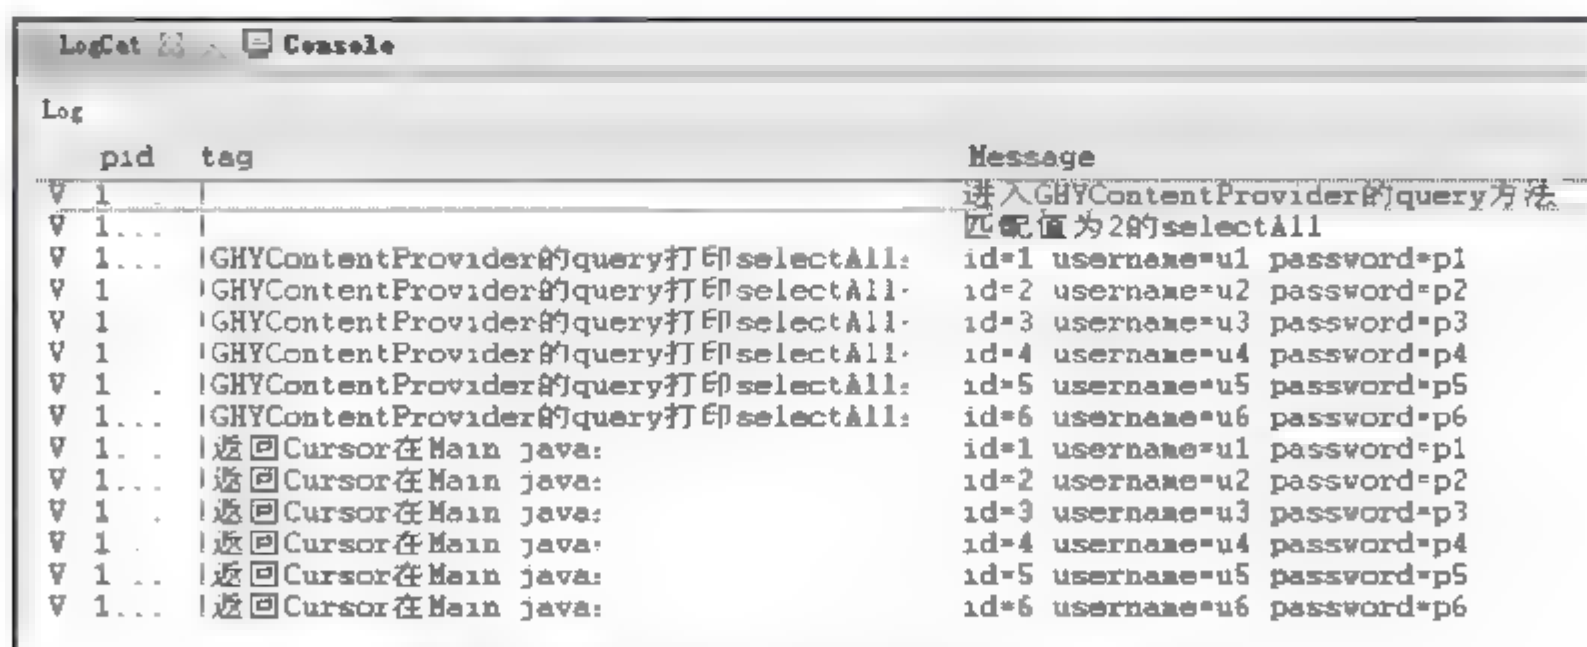 LogCat Console
Log
pid tag Message
V 1... ! 进入GHYContentProvider的query方法
V 1... ! 匹配值为2的selectAll
V 1... !GHYContentProvider的query打印selectAll: id=1 username=u1 password=p1
V 1 !GHYContentProvider的query打印selectAll: id=2 username=u2 password=p2
V 1 !GHYContentProvider的query打印selectAll: id=3 username=u3 password=p3
V 1 !GHYContentProvider的query打印selectAll: id=4 username=u4 password=p4
V 1... !GHYContentProvider的query打印selectAll: id=5 username=u5 password=p5
V 1... !GHYContentProvider的query打印selectAll: id=6 username=u6 password=p6
V 1... !返回Cursor在Main java: id=1 username=u1 password=p1
V 1... !返回Cursor在Main java: id=2 username=u2 password=p2
V 1... !返回Cursor在Main java: id=3 username=u3 password=p3
V 1... !返回Cursor在Main java: id=4 username=u4 password=p4
V 1... !返回Cursor在Main java: id=5 username=u5 password=p5
V 1... !返回Cursor在Main java: id=6 username=u6 password=p6